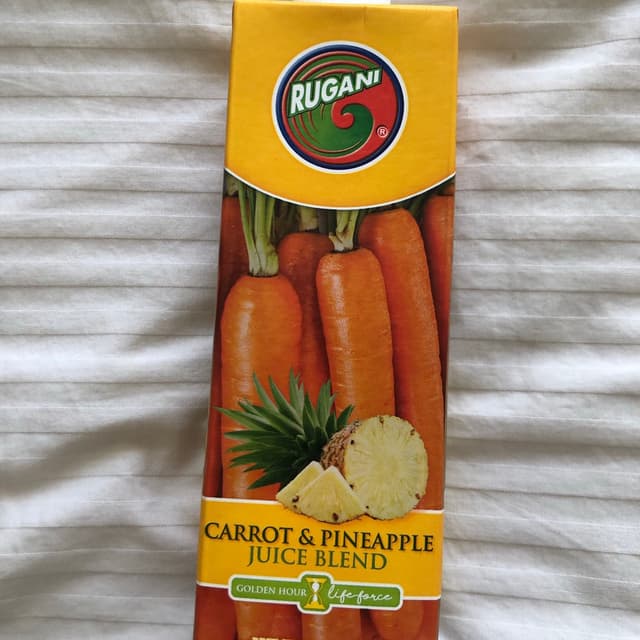 RUGANI
®
CARROT & PINEAPPLE
JUICE BLEND
GOLDEN HOUR life force